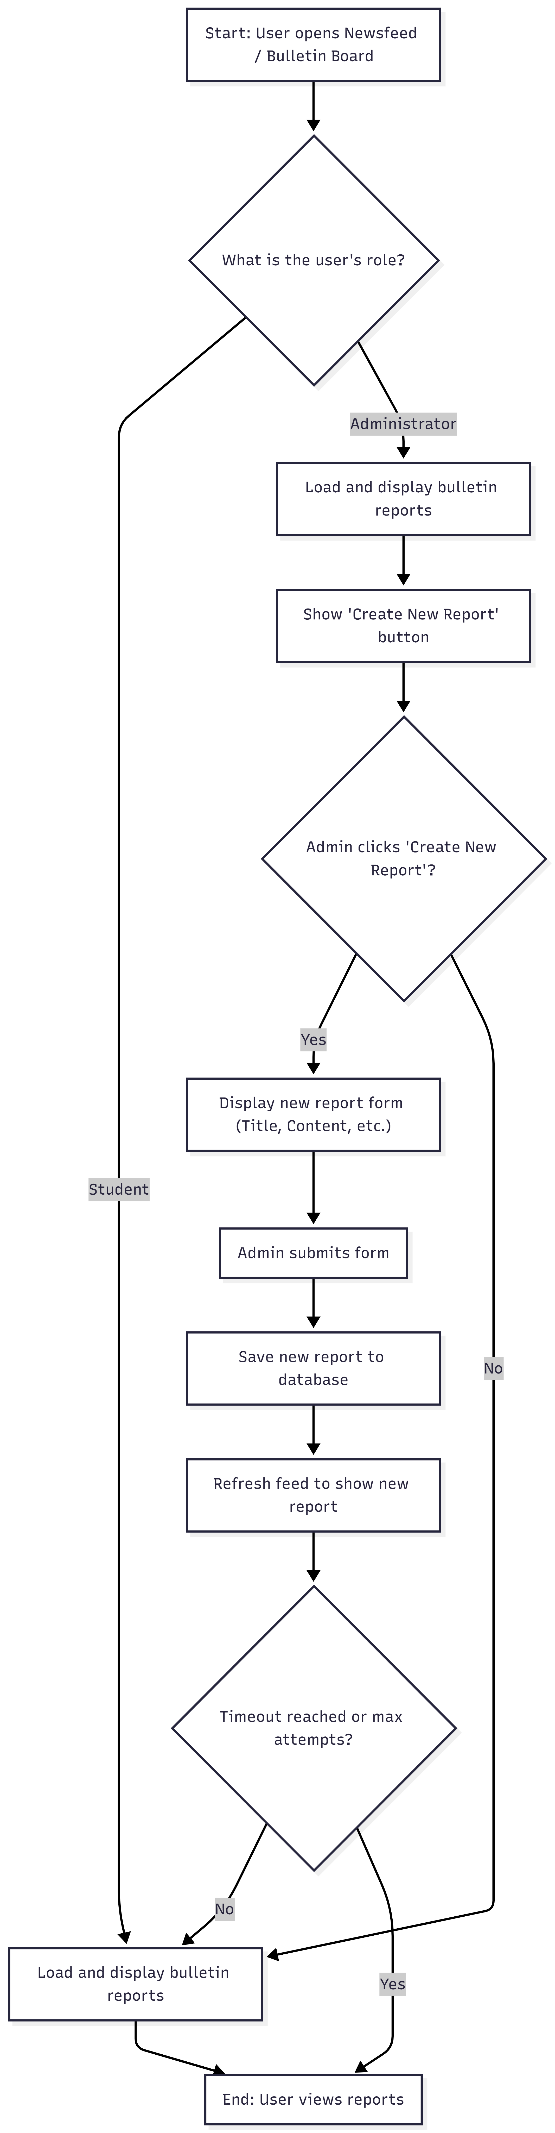 Start: User opens Newsfeed
/ Bulletin Board
What is the user's role?
Administrator
Load and display bulletin
reports
Show 'Create New Report'
button
Admin clicks 'Create New
Report'?
Yes
Display new report form
(Title, Content, etc.)
Student
Admin submits form
Save new report to
database
No
Refresh feed to show new
report
Timeout reached or max
attempts?
No
Load and display bulletin
reports
Yes
End: User views reports